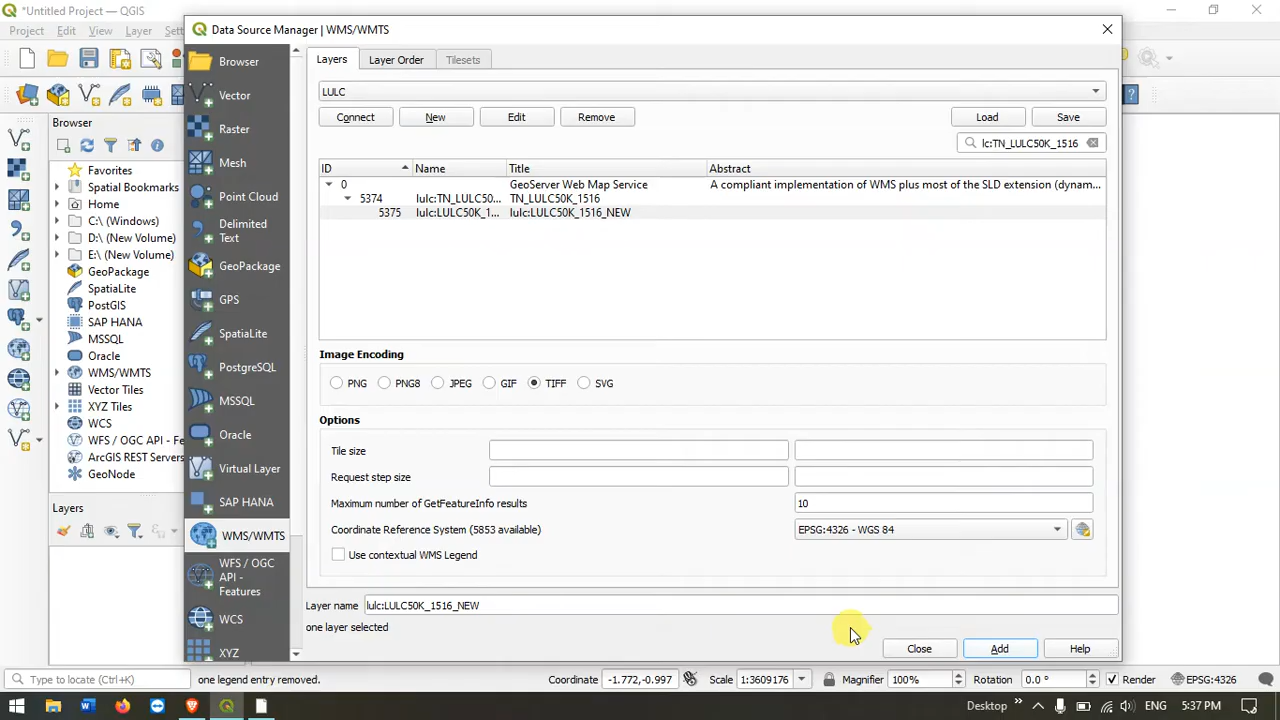 *Untitled Project — QGIS
Project
Edit
View
Layer
Data Source Manager | WMS/WMTS
Browser
Vector
Raster
Mesh
Point Cloud
Delimited
Text
GeoPackage
GPS
SpatiaLite
PostgreSQL
MSSQL
Oracle
Virtual Layer
SAP HANA
WMS/WMTS
WFS / OGC
API -
Features
WCS
XYZ
Layers
Layer Order
Tilesets
LULC
Connect
New
Edit
Remove
Load
Save
lc:TN_LULC50K_1516
ID
Name
Title
Abstract
0
GeoServer Web Map Service
A compliant implementation of WMS plus most of the SLD extension (dynam...
5374
lulc:TN_LULC50...
TN_LULC50K_1516
5375
lulc:LULC50K_1...
lulc:LULC50K_1516_NEW
Image Encoding
PNG
PNG8
JPEG
GIF
TIFF
SVG
Options
Tile size
Request step size
Maximum number of GetFeatureInfo results
10
Coordinate Reference System (5853 available)
EPSG:4326 - WGS 84
Use contextual WMS Legend
Layer name
lulc:LULC50K_1516_NEW
one layer selected
Close
Add
Help
Browser
Favorites
Spatial Bookmarks
Home
C:\ (Windows)
D:\ (New Volume)
E:\ (New Volume)
GeoPackage
SpatiaLite
PostGIS
SAP HANA
MSSQL
Oracle
WMS/WMTS
Vector Tiles
XYZ Tiles
WCS
WFS / OGC API - Fe
ArcGIS REST Servers
GeoNode
Layers
Type to locate (Ctrl+K)
one legend entry removed.
Coordinate
-1.772,-0.997
Scale
1:3609176
Magnifier
100%
Rotation
0.0 °
Render
EPSG:4326
Desktop
ENG
5:37 PM